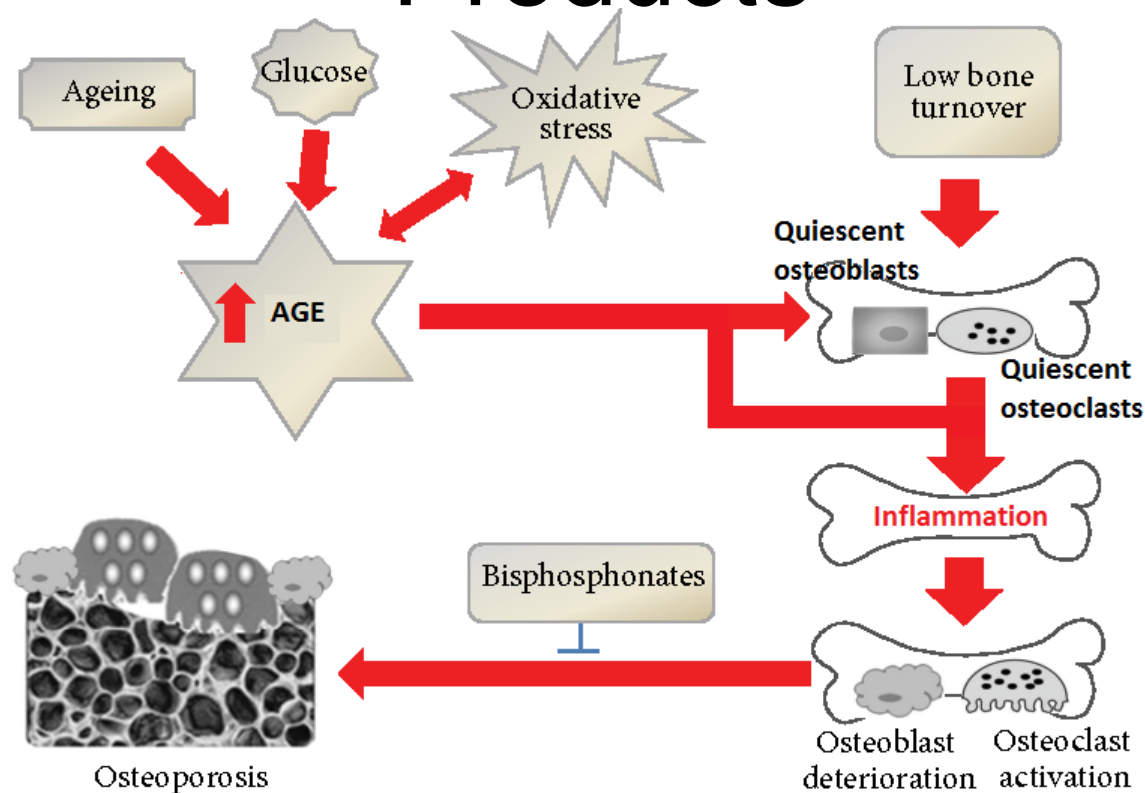 Products
Ageing
Glucose
Oxidative
stress
Low bone
turnover
Quiescent
osteoblasts
AGE
Quiescent
osteoclasts
Inflammation
Bisphosphonates
Osteoblast
deterioration
Osteoclast
activation
Osteoporosis